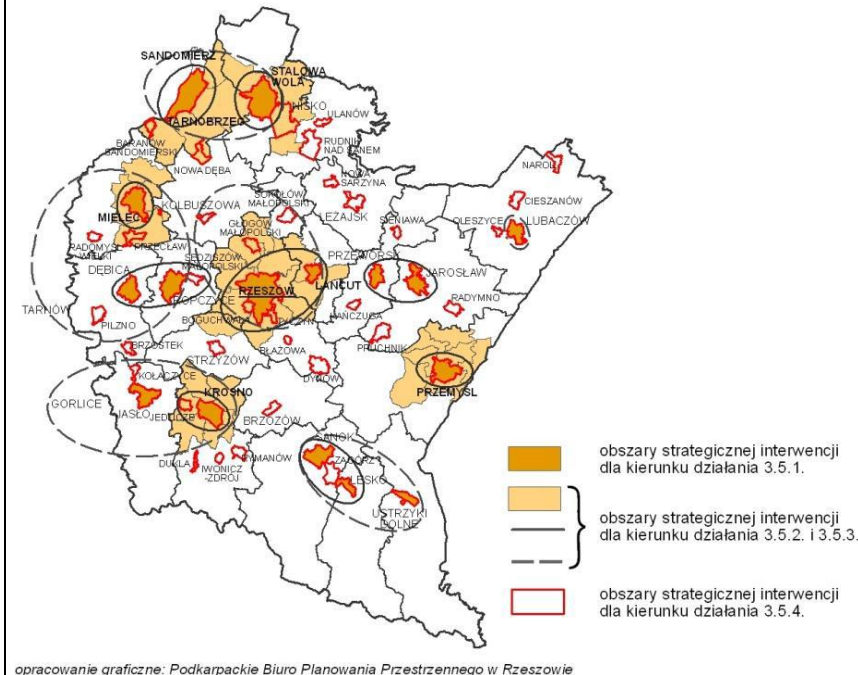 SANDOMIERZ
STALOWA
WOLA
NISKO
TARNOBRZEG
ULANÓW
RUDNIK
NAD SANEM
BARANÓW
SANDOMIERSKI
NOWA DĘBA
NAROL
NOWA
SARZYNA
CIESZANÓW
SOKOŁÓW
MAŁOPOLSKI
KOLBUSZOWA
MIELEC
LEŻAJSK
OLESZYCE
LUBACZÓW
SIENIAWA
GŁOGÓW
MAŁOPOLSKI
RADOMYŚL
WIELKI
PRZECŁAW
SĘDZISZÓW
MAŁOPOLSKI
PRZEWORSK
DĘBICA
JAROSŁAW
RZESZÓW
ŁAŃCUT
ROPCZYCE
RADYMNO
TARNÓW
BOGUCHWAŁA
TYCZYN
KAŃCZUGA
PILZNO
PRUCHNIK
BRZOSTEK
STRZYŻÓW
BŁAŻOWA
DYNÓW
KOŁACZYCE
KROSNO
PRZEMYŚL
GORLICE
JASŁO
JEDLICZE
BRZOZÓW
SANOK
DUKLA
IWONICZ
-ZDRÓJ
RYMANÓW
ZAGÓRZ
LESKO
USTRZYKI
DOLNE
obszary strategicznej interwencji
dla kierunku działania 3.5.1.
obszary strategicznej interwencji
dla kierunku działania 3.5.2. i 3.5.3.
obszary strategicznej interwencji
dla kierunku działania 3.5.4.
opracowanie graficzne: Podkarpackie Biuro Planowania Przestrzennego w Rzeszowie